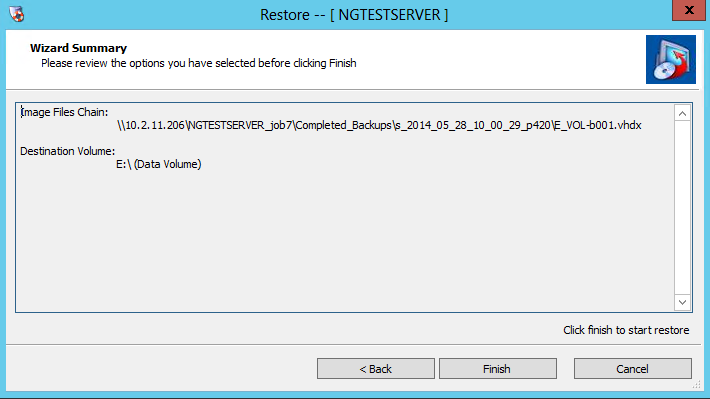 Restore -- [ NGTESTSERVER ]
x
Wizard Summary
Please review the options you have selected before clicking Finish
Image Files Chain:
\\10.2.11.206\NGTESTSERVER_job7\Completed_Backups\s_2014_05_28_10_00_29_p420\E_VOL-b001.vhdx
Destination Volume:
E:\ (Data Volume)
Click finish to start restore
< Back
Finish
Cancel